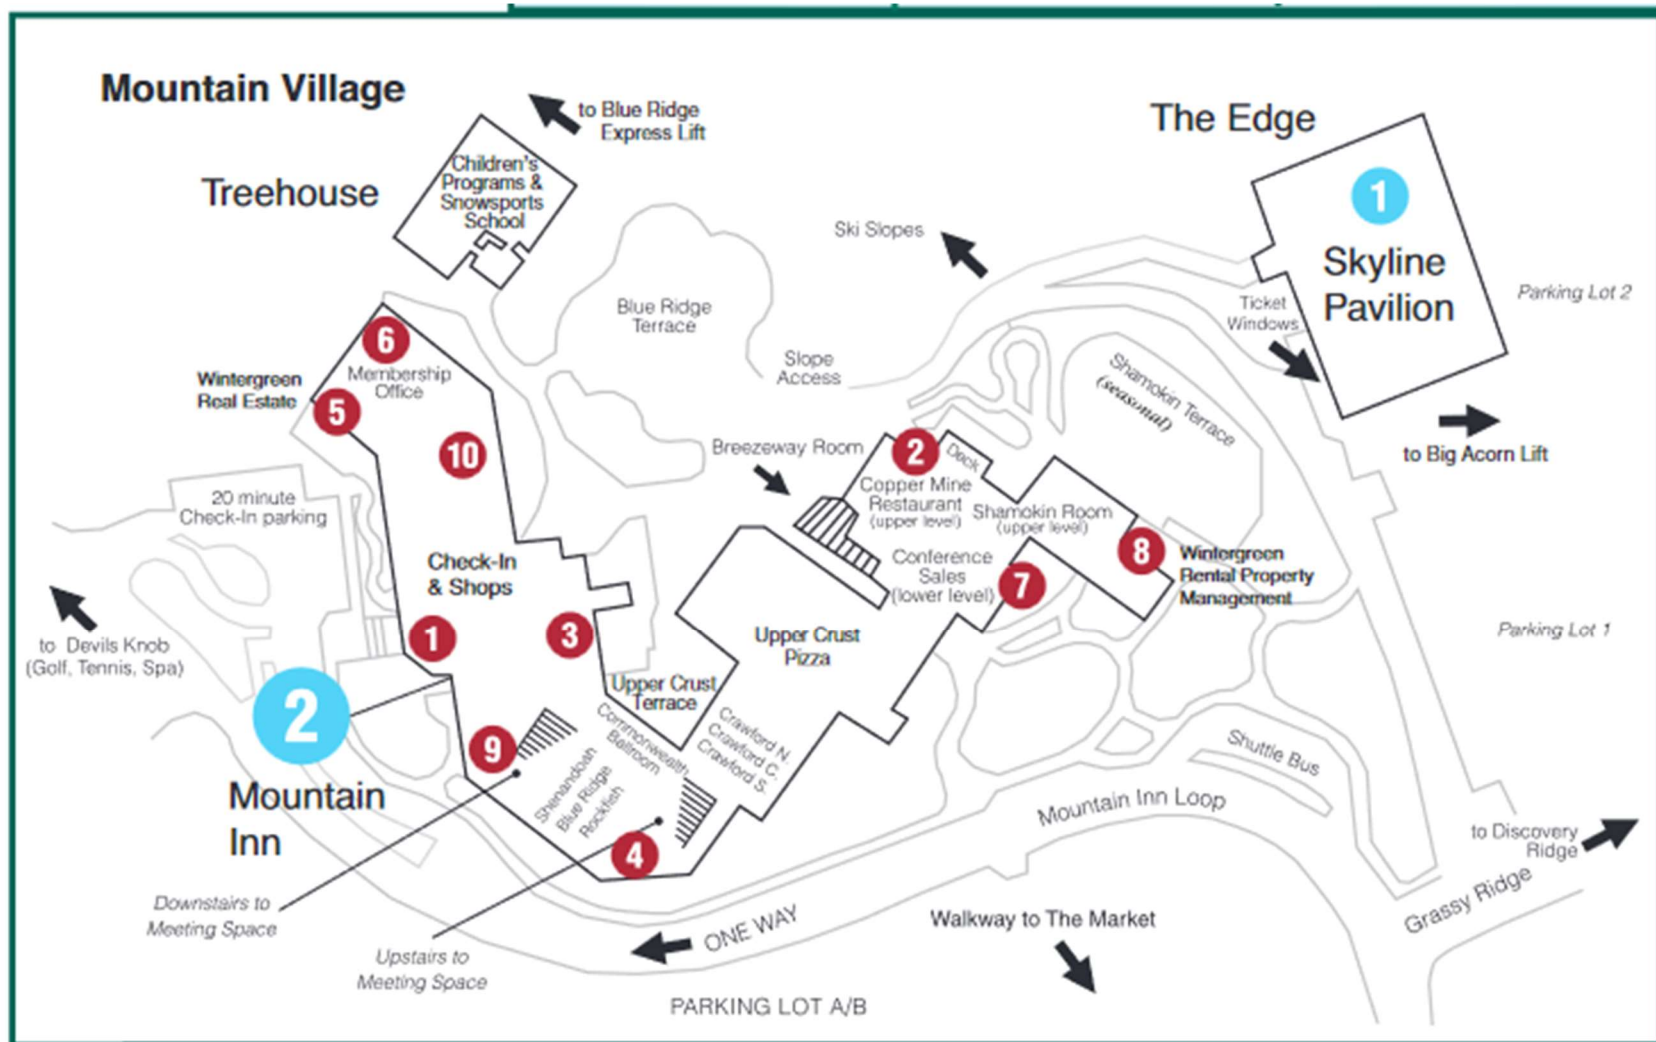 Mountain Village
to Blue Ridge
Express Lift
The Edge
Treehouse
Children's
Programs &
Snowsports
School
1
Skyline
Pavilion
Parking Lot 2
Ski Slopes
Ticket
Windows
Blue Ridge
Terrace
Slope
Access
6
Membership
Office
Wintergreen
Real Estate
5
10
Shamokin Terrace
(seasonal)
to Big Acorn Lift
Breezeway Room
2
Deck
Copper Mine
Restaurant
(upper level)
Shamokin Room
(upper level)
20 minute
Check-In parking
Check-In
& Shops
Conference
Sales
(lower level)
7
8
Wintergreen
Rental Property
Management
Parking Lot 1
to Devils Knob
(Golf, Tennis, Spa)
1
3
Upper Crust
Pizza
Upper Crust
Terrace
2
Mountain
Inn
9
Commonwealth
Ballroom
Crawford N.
Crawford C.
Crawford S.
Shenandoah
Blue Ridge
Rockfish
4
Shuttle Bus
Mountain Inn Loop
to Discovery
Ridge
Grassy Ridge
Downstairs to
Meeting Space
Upstairs to
Meeting Space
ONE WAY
Walkway to The Market
PARKING LOT A/B